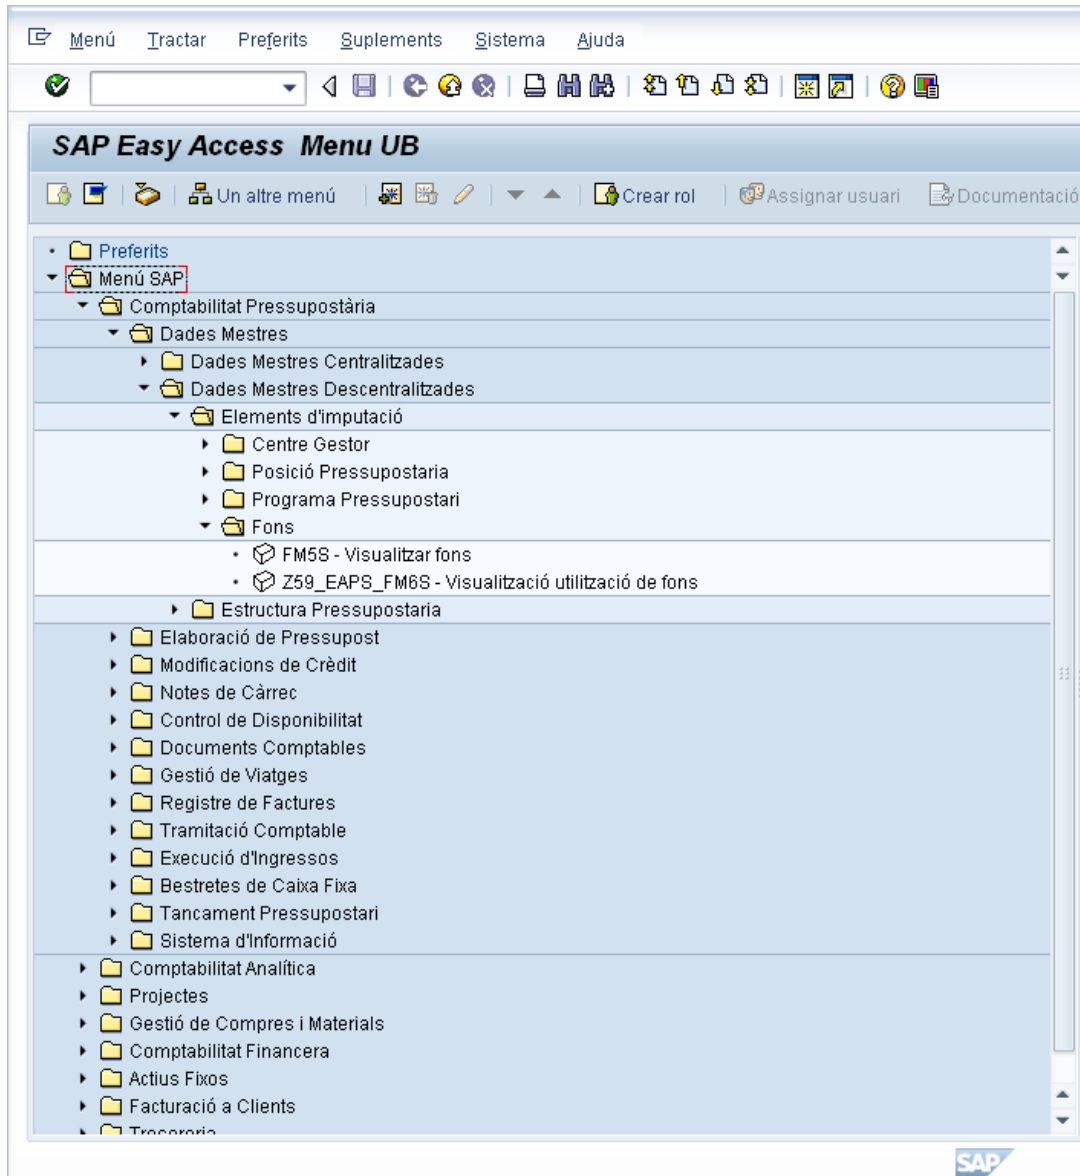 Menú Tractar Preferits Suplements Sistema Ajuda
SAP Easy Access Menu UB
Un altre menú Crear rol Assignar usuari Documentació
Preferits
Menú SAP
Comptabilitat Pressupostària
Dades Mestres
Dades Mestres Centralitzades
Dades Mestres Descentralitzades
Elements d'imputació
Centre Gestor
Posició Pressupostaria
Programa Pressupostari
Fons
FM5S - Visualitzar fons
Z59_EAPS_FM6S - Visualització utilització de fons
Estructura Pressupostaria
Elaboració de Pressupost
Modificacions de Crèdit
Notes de Càrrec
Control de Disponibilitat
Documents Comptables
Gestió de Viatges
Registre de Factures
Tramitació Comptable
Execució d'Ingressos
Bestretes de Caixa Fixa
Tancament Pressupostari
Sistema d'Informació
Comptabilitat Analítica
Projectes
Gestió de Compres i Materials
Comptabilitat Financera
Actius Fixos
Facturació a Clients
SAP